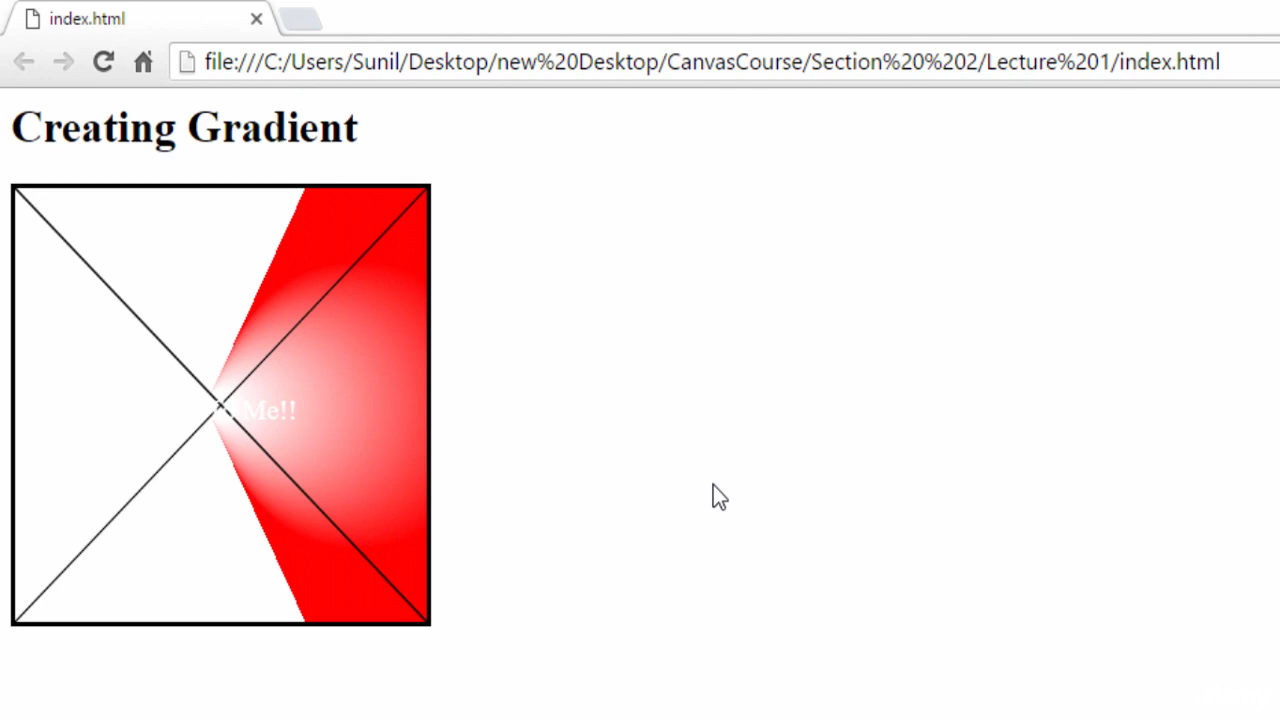 index.html
file:///C:/Users/Sunil/Desktop/new%20Desktop/CanvasCourse/Section%20%202/Lecture%201/index.html
Creating Gradient
Me!!